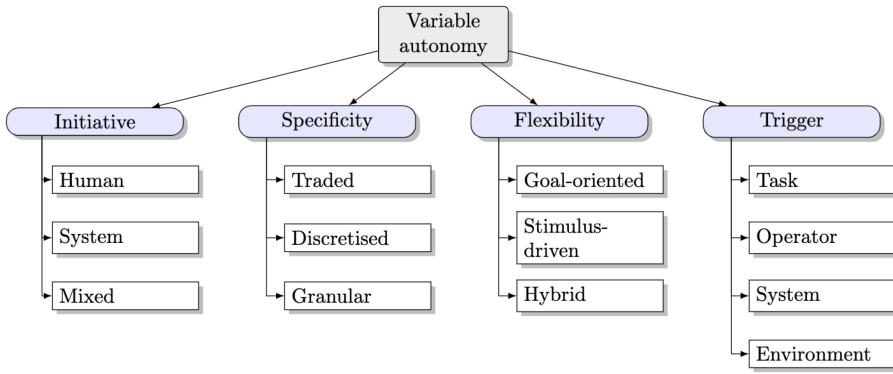 Variable
autonomy
Initiative
Specificity
Flexibility
Trigger
Human
Traded
Goal-oriented
Task
System
Discretised
Stimulus-
driven
Operator
Mixed
Granular
Hybrid
System
Environment